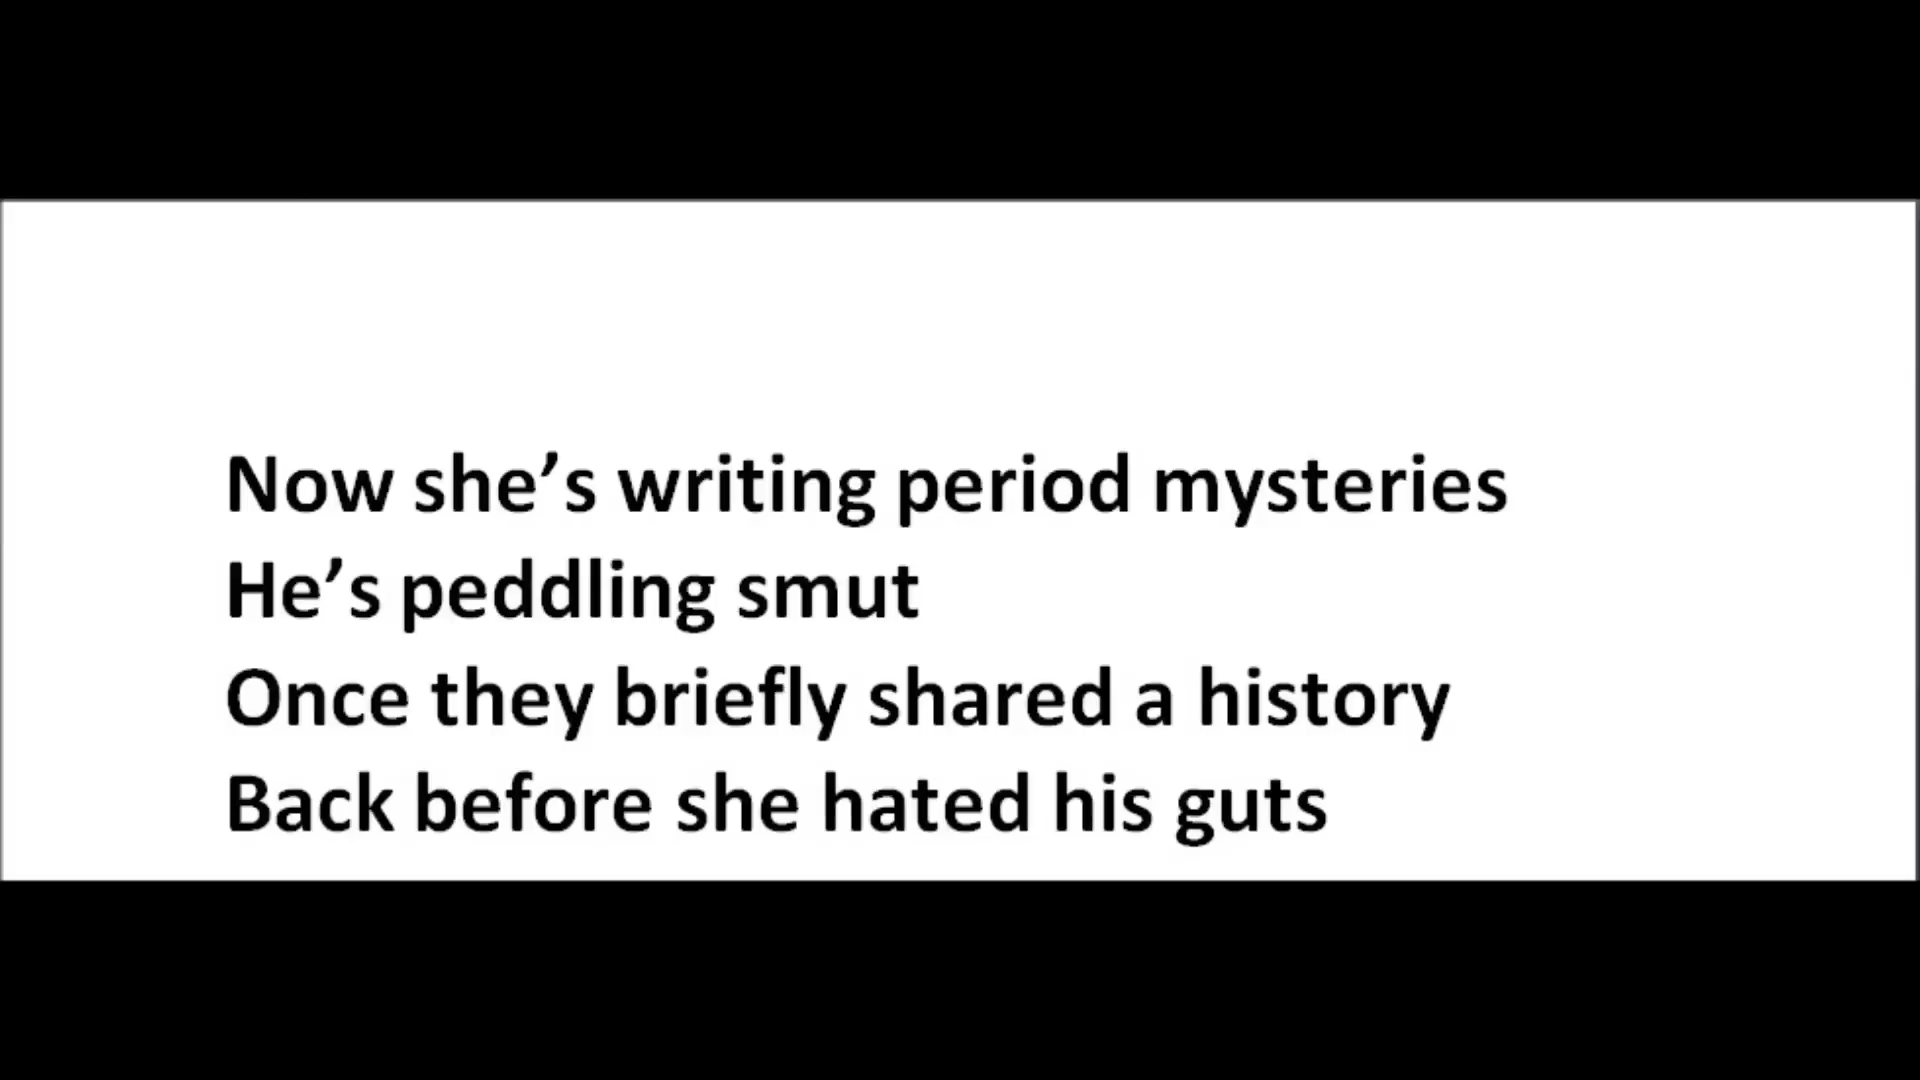 Now she’s writing period mysteries
He’s peddling smut
Once they briefly shared a history
Back before she hated his guts